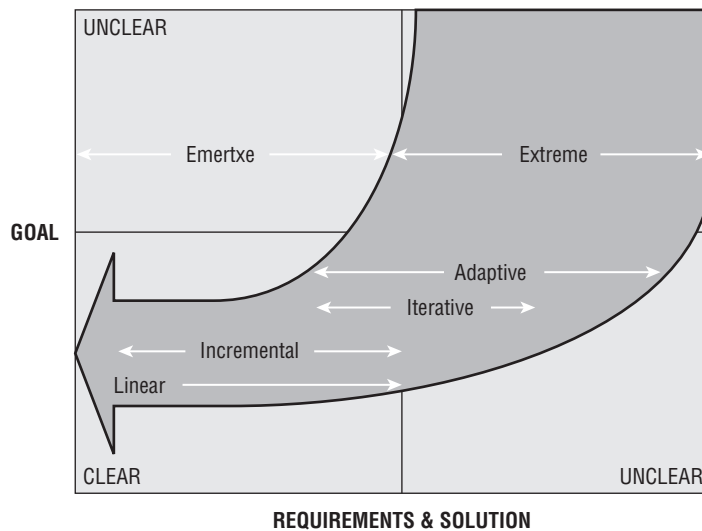 UNCLEAR
Emertxe
Extreme
GOAL
Adaptive
Iterative
Incremental
Linear
CLEAR
UNCLEAR
REQUIREMENTS & SOLUTION